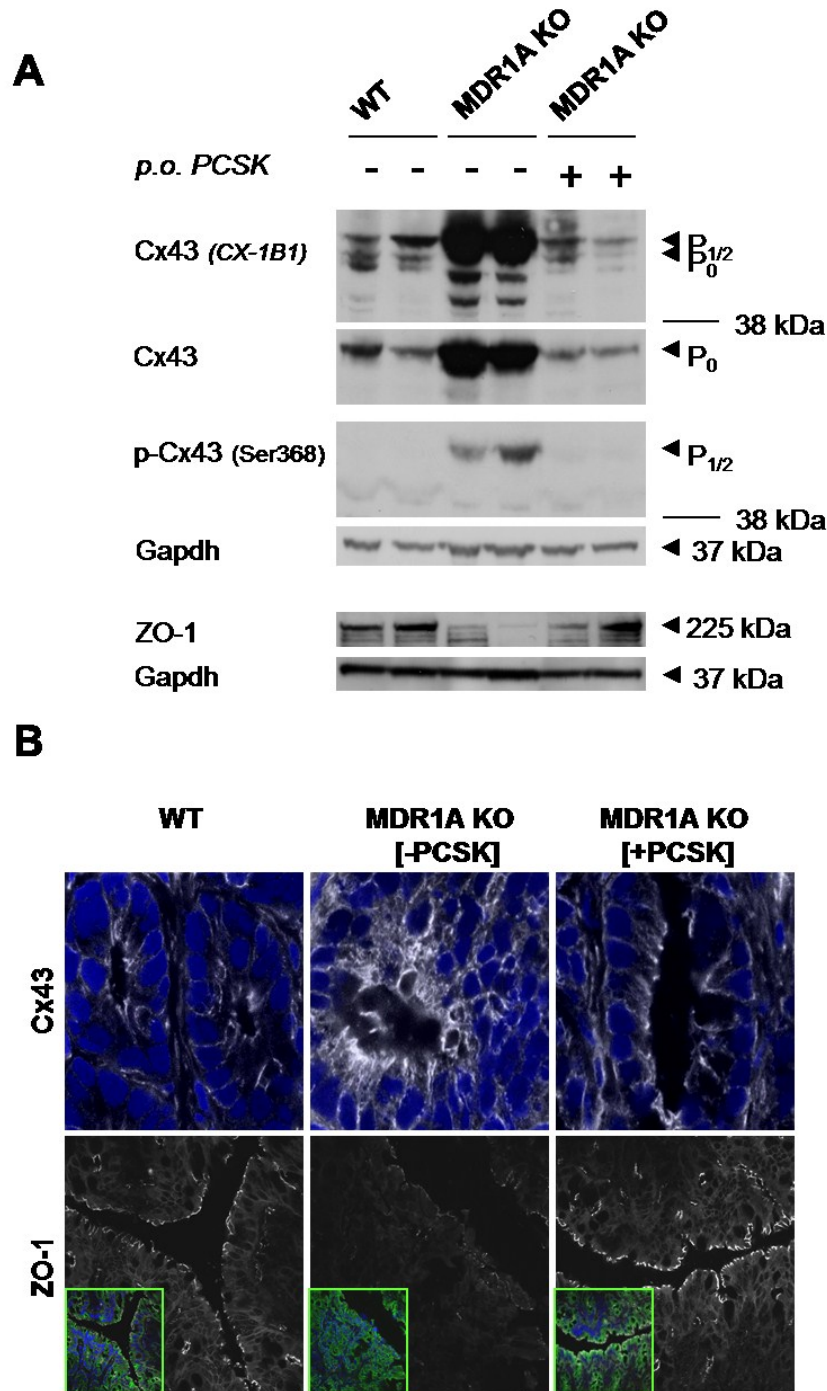 A
WT MDR1A KO MDR1A KO
p.o. PCSK - - - - + +
Cx43 (CX-1B1) P1/2
P0
38 kDa
Cx43 P0
p-Cx43 (Ser368) P1/2
38 kDa
Gapdh 37 kDa
ZO-1 225 kDa
Gapdh 37 kDa
B
WT MDR1A KO [-PCSK] MDR1A KO [+PCSK]
Cx43
ZO-1